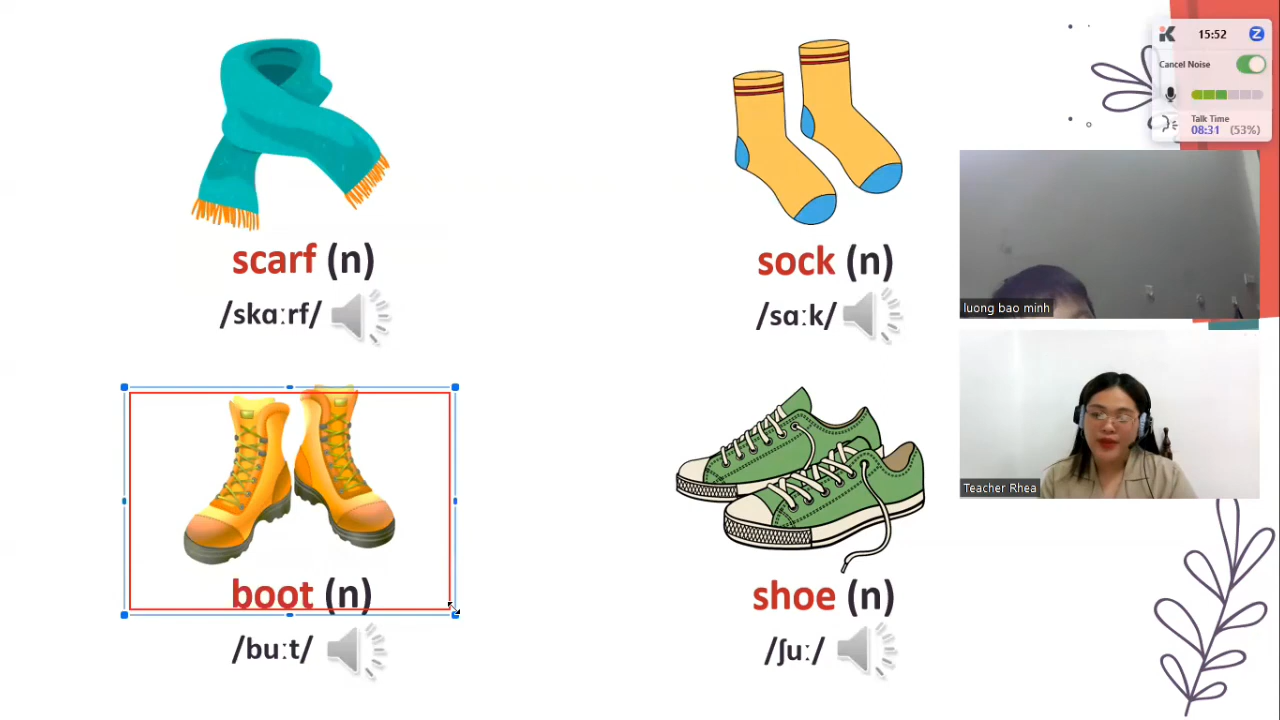 scarf (n)
/skɑːrf/
sock (n)
/sɑːk/
boot (n)
/buːt/
shoe (n)
/ʃuː/
15:52
Cancel Noise
Talk Time
08:31 (53%)
luong bao minh
Teacher Rhea